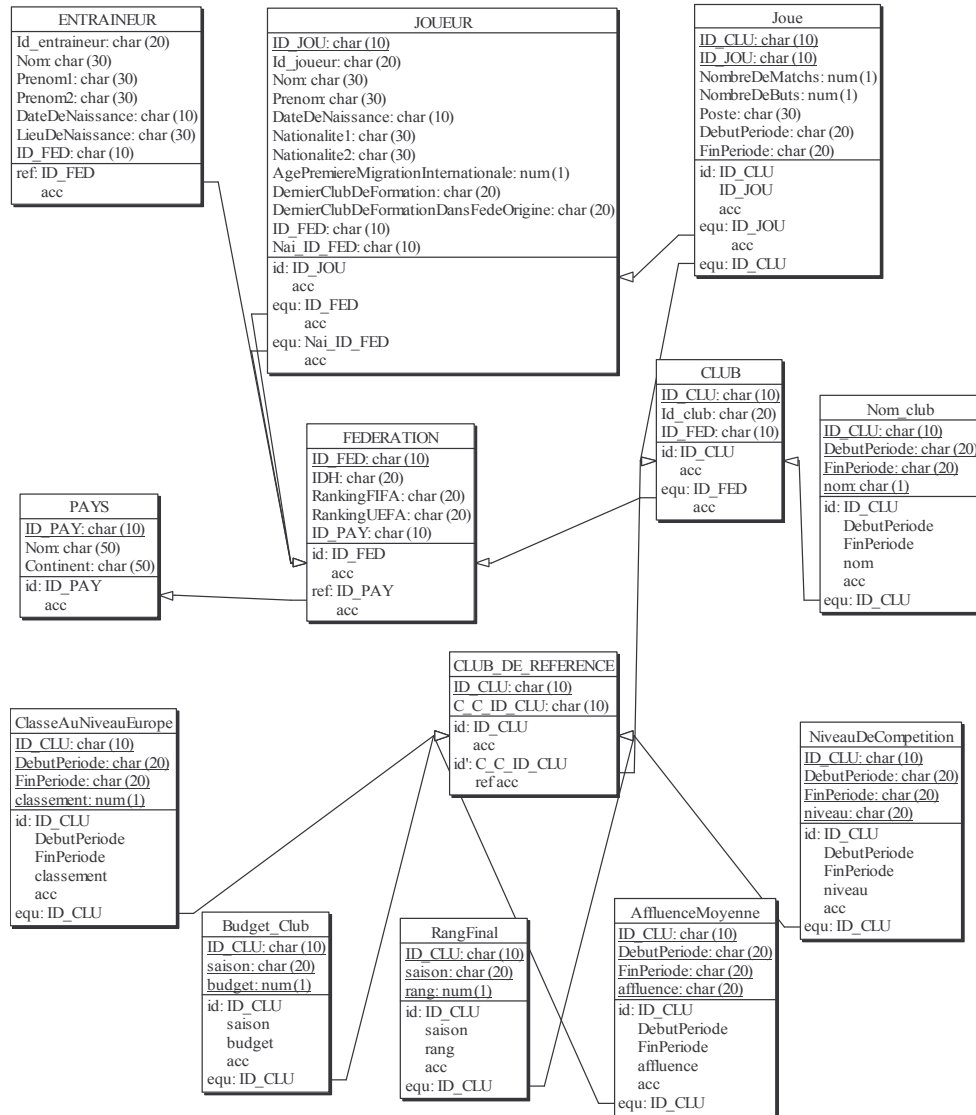 ENTRAINEUR
Id_entraineur: char (20)
Nom: char (30)
Prenom1: char (30)
Prenom2: char (30)
DateDeNaissance: char (10)
LieuDeNaissance: char (30)
ID_FED: char (10)
ref: ID_FED
acc
JOUEUR
ID_JOU: char (10)
Id_joueur: char (20)
Nom: char (30)
Prenom: char (30)
DateDeNaissance: char (10)
Nationalite1: char (30)
Nationalite2: char (30)
AgePremiereMigrationInternationale: num (1)
DernierClubDeFormation: char (20)
DernierClubDeFormationDansFedeOrigine: char (20)
ID_FED: char (10)
Nai_ID_FED: char (10)
id: ID_JOU
acc
equ: ID_FED
acc
equ: Nai_ID_FED
acc
Joue
ID_CLU: char (10)
ID_JOU: char (10)
NombreDeMatchs: num (1)
NombreDeButs: num (1)
Poste: char (30)
DebutPeriode: char (20)
FinPeriode: char (20)
id: ID_CLU
ID_JOU
acc
equ: ID_JOU
acc
equ: ID_CLU
CLUB
ID_CLU: char (10)
Id_club: char (20)
ID_FED: char (10)
id: ID_CLU
acc
equ: ID_FED
acc
Nom_club
ID_CLU: char (10)
DebutPeriode: char (20)
FinPeriode: char (20)
nom: char (1)
id: ID_CLU
DebutPeriode
FinPeriode
nom
acc
equ: ID_CLU
FEDERATION
ID_FED: char (10)
IDH: char (20)
RankingFIFA: char (20)
RankingUEFA: char (20)
ID_PAY: char (10)
id: ID_FED
acc
ref: ID_PAY
acc
PAYS
ID_PAY: char (10)
Nom: char (50)
Continent: char (50)
id: ID_PAY
acc
CLUB_DE_REFERENCE
ID_CLU: char (10)
C_C_ID_CLU: char (10)
id: ID_CLU
acc
id': C_C_ID_CLU
ref acc
ClasseAuNiveauEurope
ID_CLU: char (10)
DebutPeriode: char (20)
FinPeriode: char (20)
classement: num (1)
id: ID_CLU
DebutPeriode
FinPeriode
classement
acc
equ: ID_CLU
NiveauDeCompetition
ID_CLU: char (10)
DebutPeriode: char (20)
FinPeriode: char (20)
niveau: char (20)
id: ID_CLU
DebutPeriode
FinPeriode
niveau
acc
equ: ID_CLU
Budget_Club
ID_CLU: char (10)
saison: char (20)
budget: num (1)
id: ID_CLU
saison
budget
acc
equ: ID_CLU
RangFinal
ID_CLU: char (10)
saison: char (20)
rang: num (1)
id: ID_CLU
saison
rang
acc
equ: ID_CLU
AffluenceMoyenne
ID_CLU: char (10)
DebutPeriode: char (20)
FinPeriode: char (20)
affluence: char (20)
id: ID_CLU
DebutPeriode
FinPeriode
affluence
acc
equ: ID_CLU